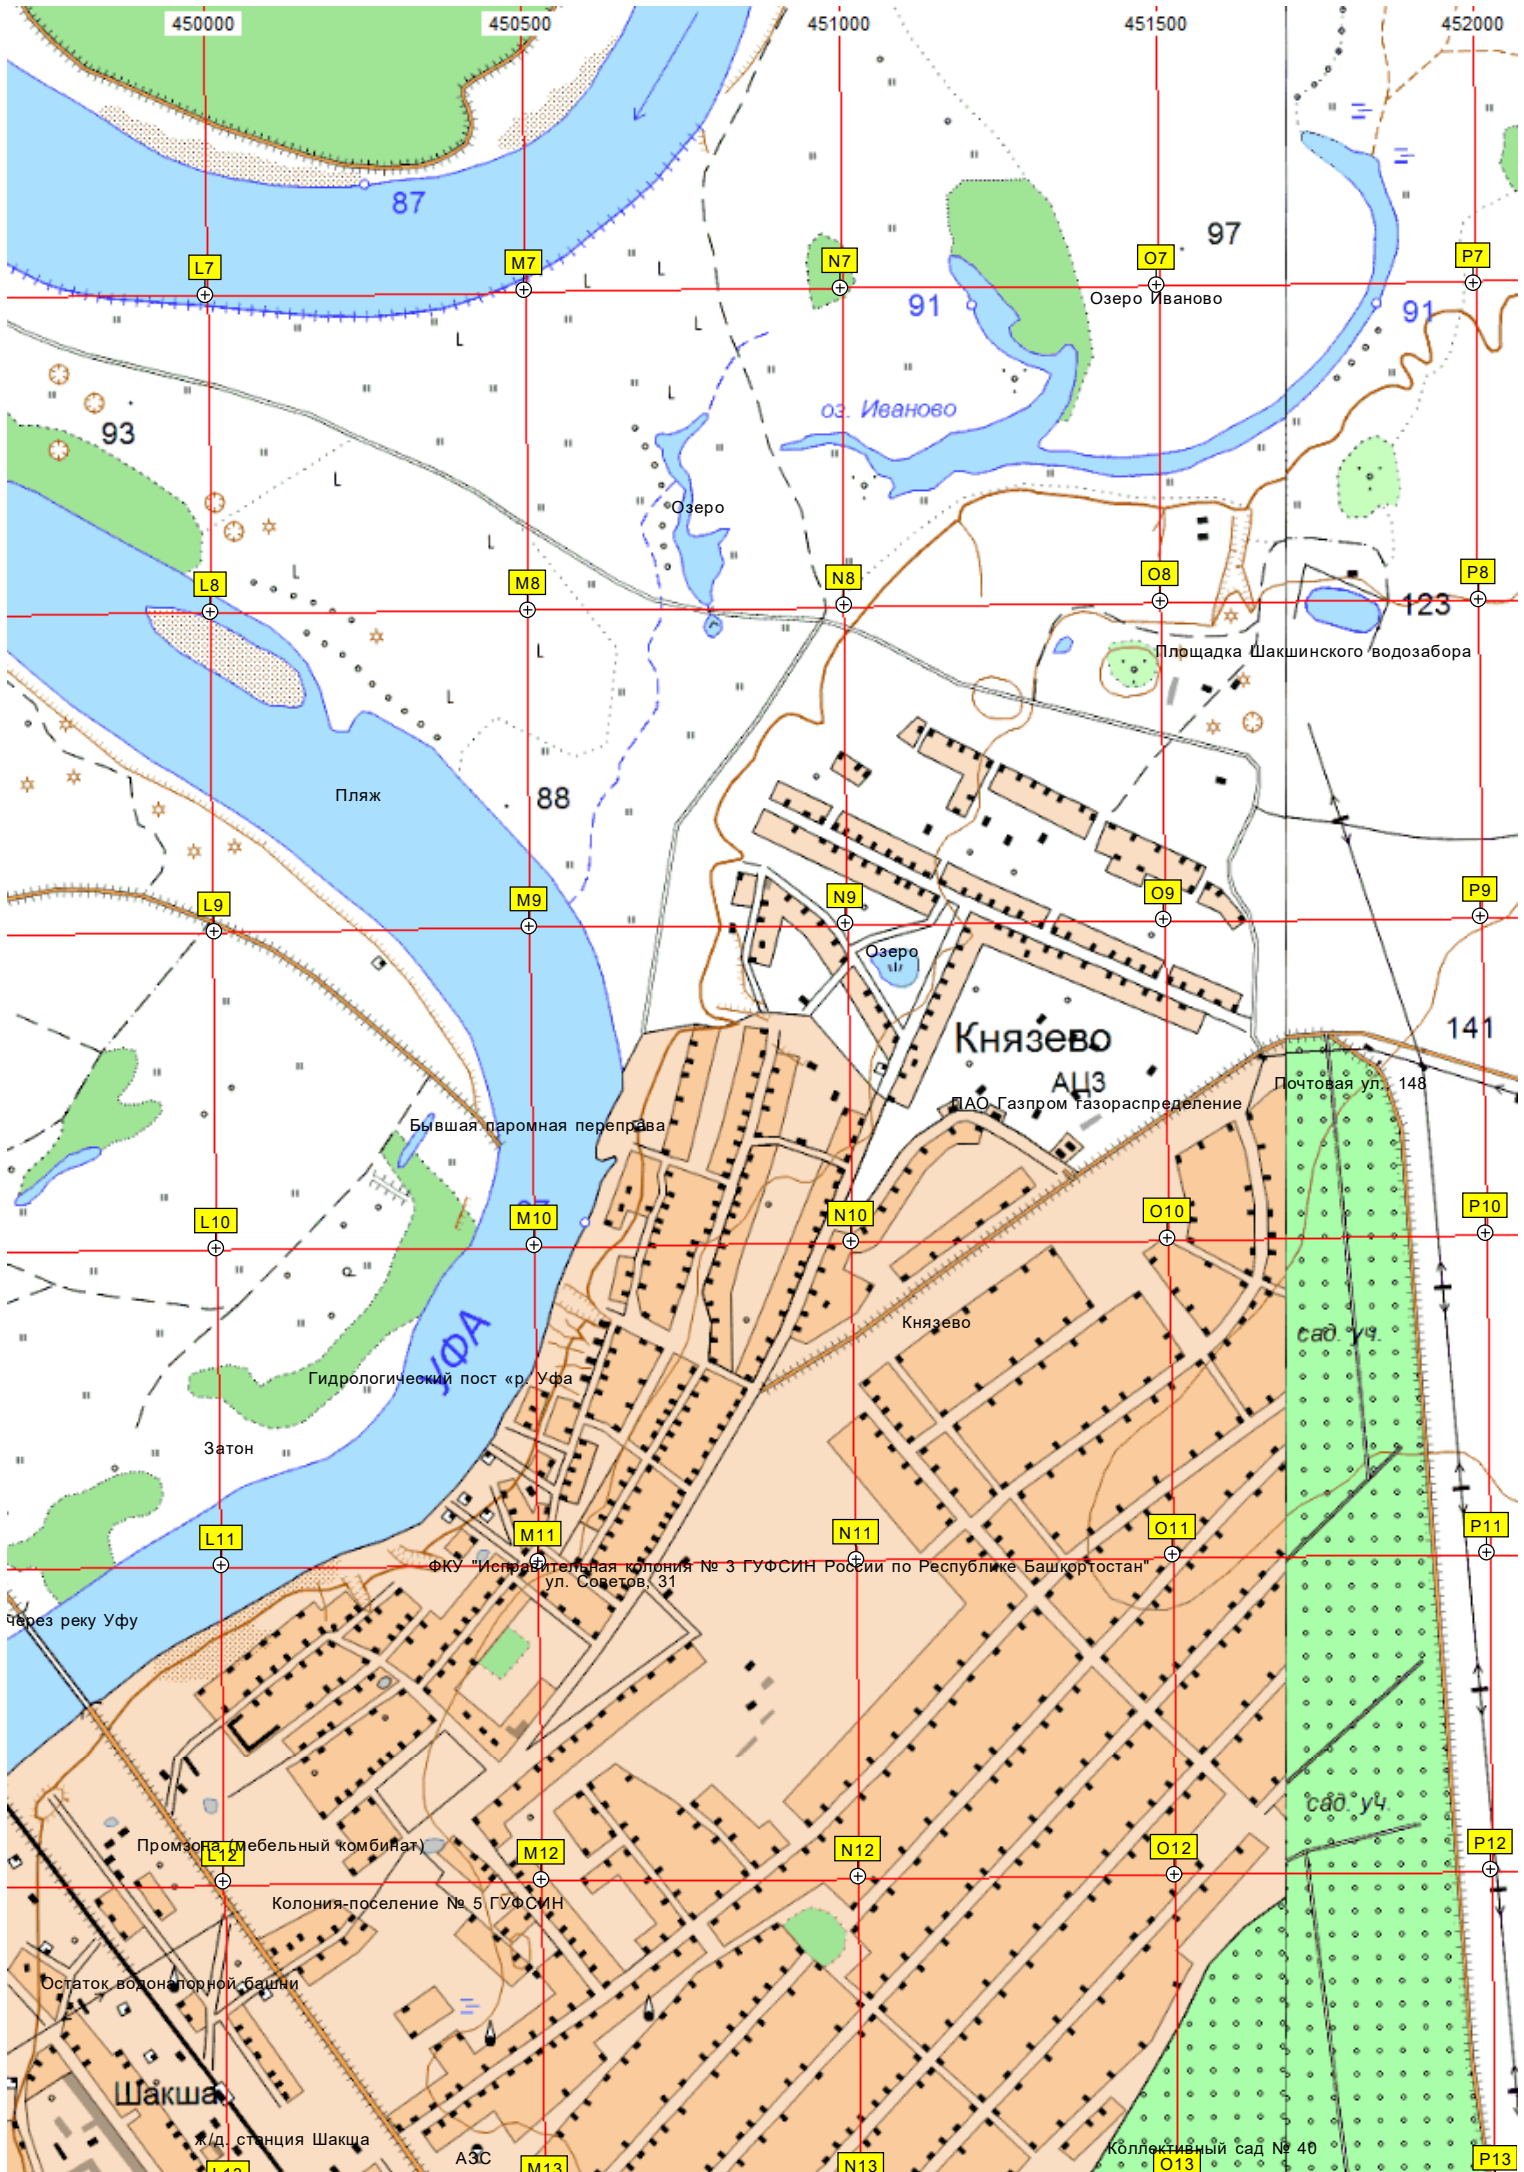 450000 450500 451000 451500 452000
87
97
L7 M7 N7 O7 P7
91 Озеро Иваново 91
оз. Иваново
93
Озеро
L8 M8 N8 O8 P8
123
Площадка Шакшинского водозабора
Пляж
88
L9 M9 N9 O9 P9
Озеро
Князево
141
АЦЗ
Почтовая ул., 148
ПАО Газпром газораспределение
Бывшая паромная переправа
L10 M10 N10 O10 P10
Князево
сад. уч.
УФА
Гидрологический пост «р. Уфа
Затон
L11 M11 N11 O11 P11
ФКУ "Исправительная колония № 3 ГУФСИН России по Республике Башкортостан"
ул. Советов, 31
через реку Уфу
сад. уч.
Промзона (мебельный комбинат)
L12 M12 N12 O12 P12
Колония-поселение № 5 ГУФСИН
Остаток водонапорной башни
Шакша
ж/д. станция Шакша
Коллективный сад № 40
АЗС
L13 M13 N13 O13 P13